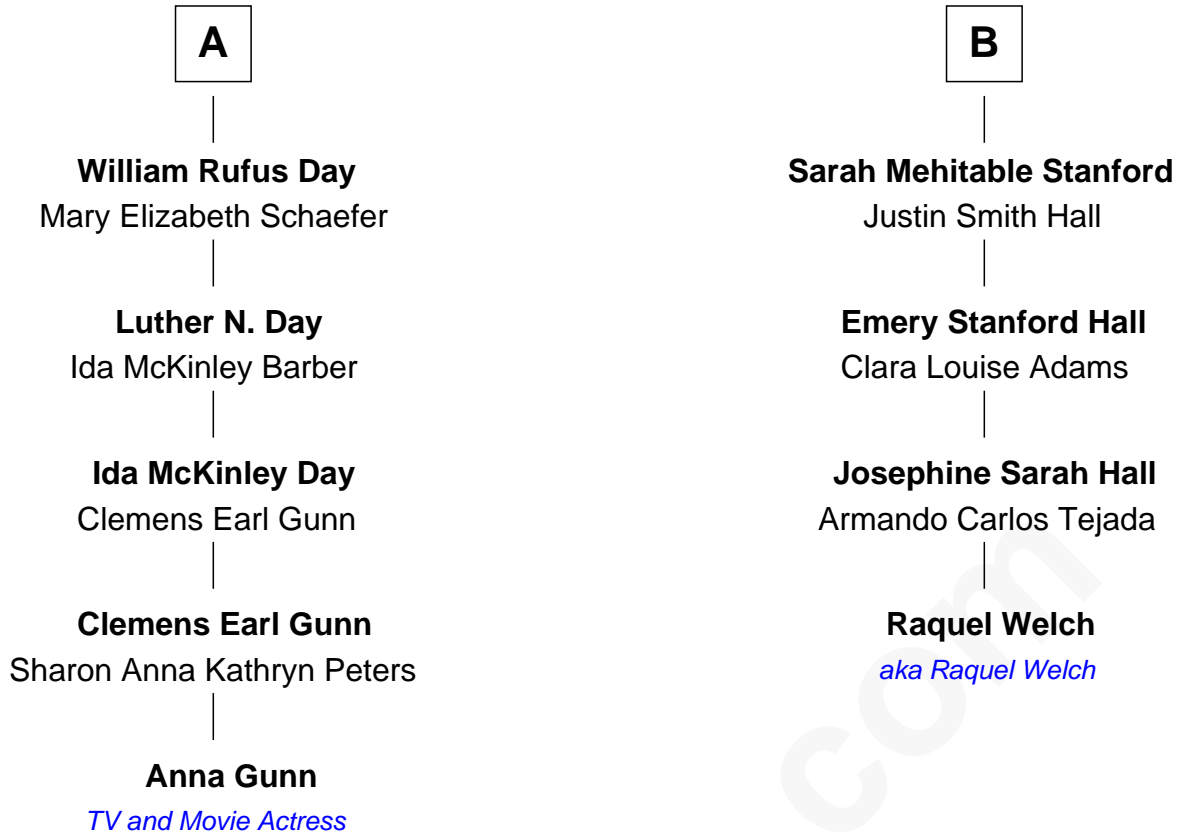 A
William Rufus Day
Mary Elizabeth Schaefer
Luther N. Day
Ida McKinley Barber
Ida McKinley Day
Clemens Earl Gunn
Clemens Earl Gunn
Sharon Anna Kathryn Peters
Anna Gunn
TV and Movie Actress
B
Sarah Mehitable Stanford
Justin Smith Hall
Emery Stanford Hall
Clara Louise Adams
Josephine Sarah Hall
Armando Carlos Tejada
Raquel Welch
aka Raquel Welch
com